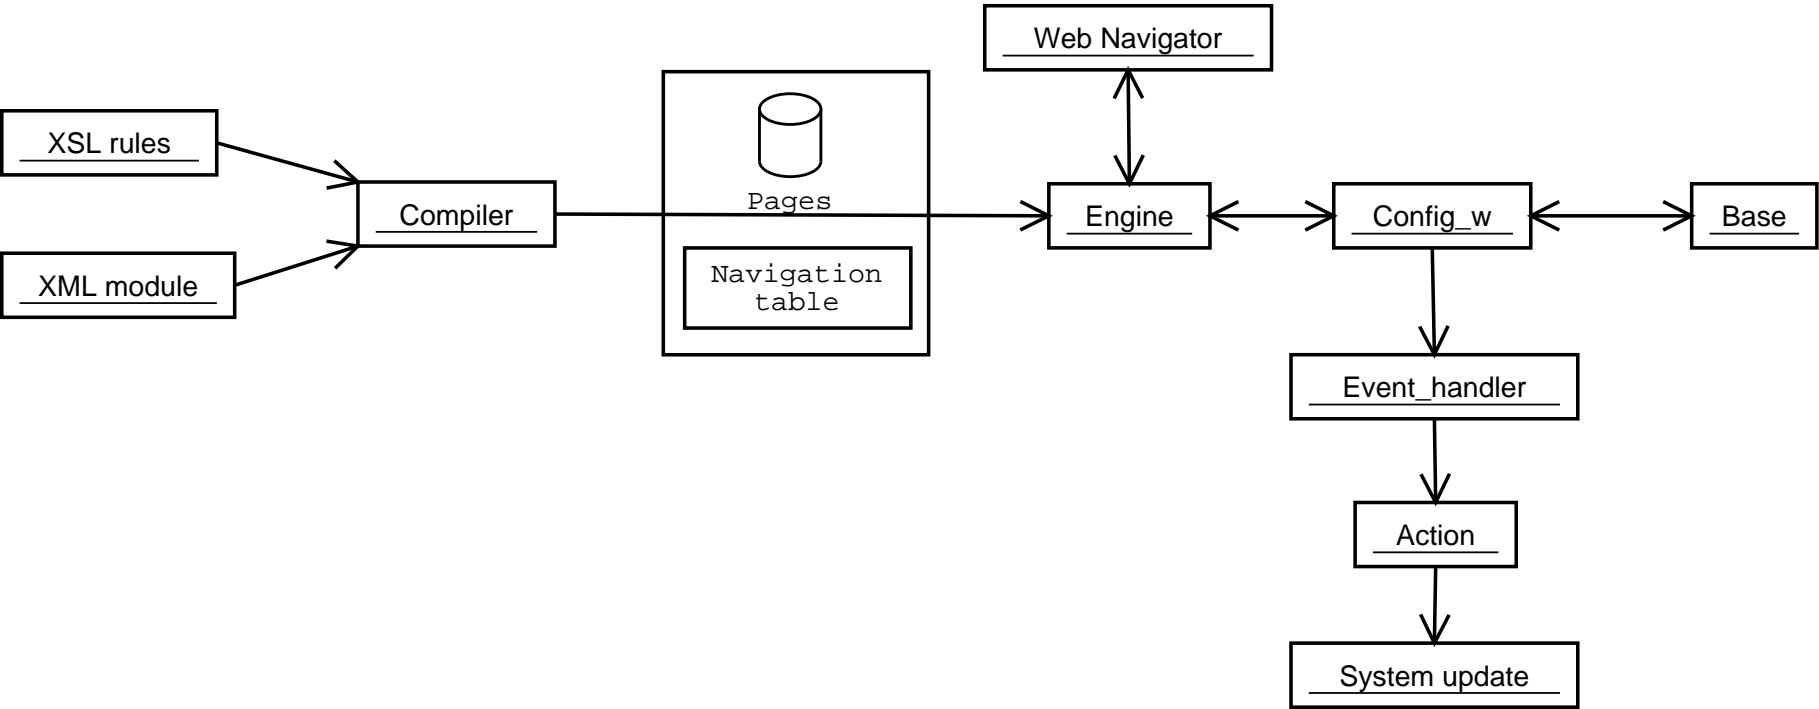 Web Navigator
XSL rules
Compiler
XML module
Pages
Navigation
table
Engine
Config_w
Base
Event_handler
Action
System update